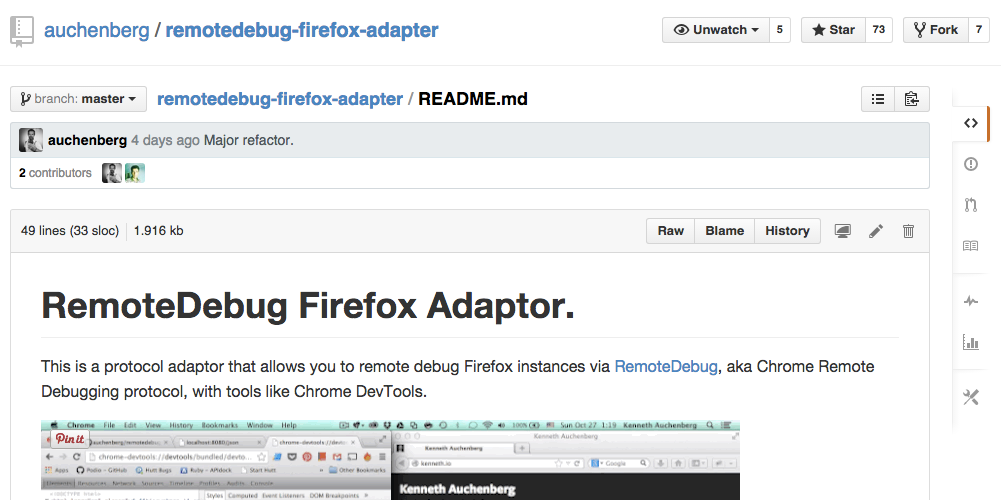 auchenberg / remotedebug-firefox-adapter
Unwatch 5 Star 73 Fork 7
branch: master remotedebug-firefox-adapter / README.md
auchenberg 4 days ago Major refactor.
2 contributors
49 lines (33 sloc) 1.916 kb Raw Blame History
RemoteDebug Firefox Adaptor.
This is a protocol adaptor that allows you to remote debug Firefox instances via RemoteDebug, aka Chrome Remote
Debugging protocol, with tools like Chrome DevTools.
Chrome File Edit View History Bookmarks Window Help 100% Sun Oct 27 1:19 Kenneth Auchenberg
Pin it auchenberg/remotedebug localhost:8080/json chrome-devtools://devto Kenneth Auchenberg
Kenneth Auchenberg
chrome-devtools://devtools/bundled/devto kenneth.io Google
Apps Podio - GitHub Hutt Bugs Ruby - APIdock Start Hutt Other Bookmarks
Elements Resources Network Sources Timeline Profiles Audits Console
Kenneth Auchenberg
<!DOCTYPE html> Styles Computed Event Listeners DOM Breakpoints